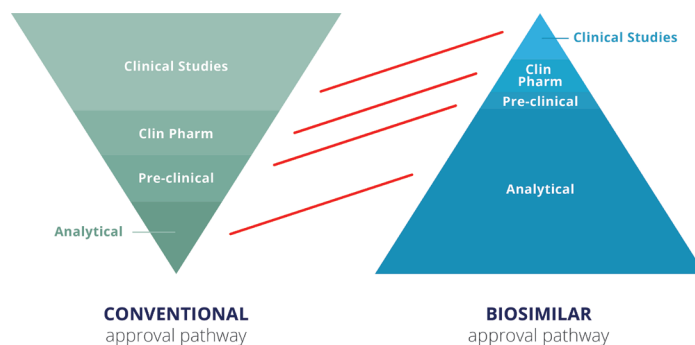 Clinical Studies
Clin Pharm
Pre-clinical
Analytical
CONVENTIONAL
approval pathway
Clinical Studies
Clin
Pharm
Pre-clinical
Analytical
BIOSIMILAR
approval pathway